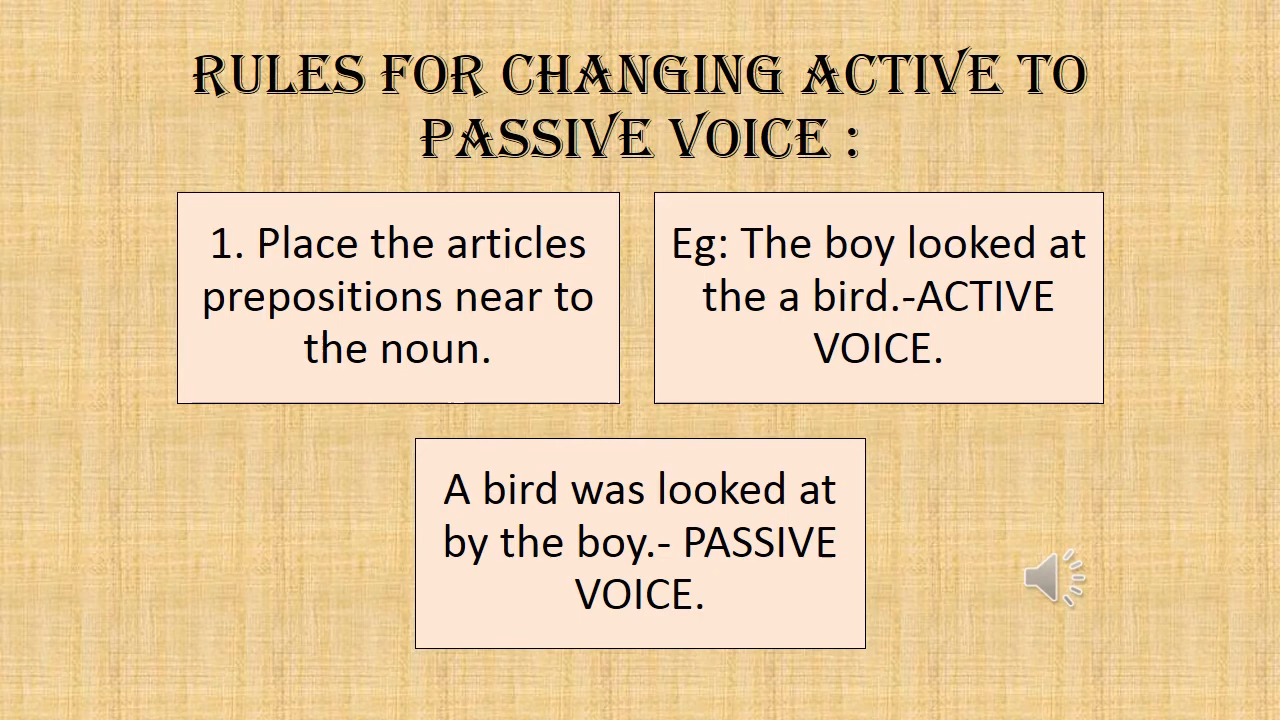 RULES FOR CHANGING ACTIVE TO
PASSIVE VOICE :
1. Place the articles
prepositions near to
the noun.
Eg: The boy looked at
the a bird.-ACTIVE
VOICE.
A bird was looked at
by the boy.- PASSIVE
VOICE.